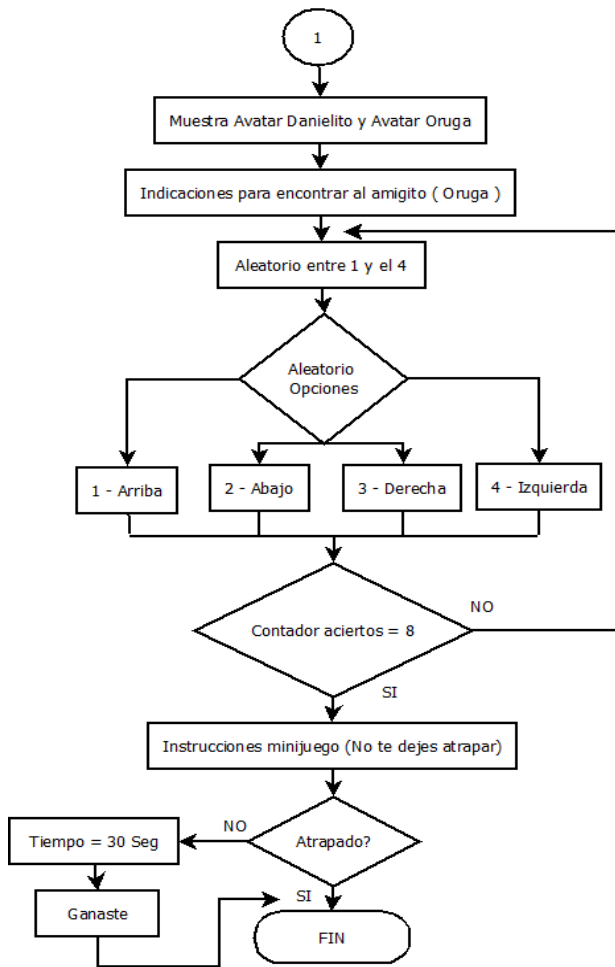 1
Muestra Avatar Danielito y Avatar Oruga
Indicaciones para encontrar al amigito ( Oruga )
Aleatorio entre 1 y el 4
Aleatorio
Opciones
1 - Arriba
2 - Abajo
3 - Derecha
4 - Izquierda
NO
Contador aciertos = 8
SI
Instrucciones minijuego (No te dejes atrapar)
NO
Tiempo = 30 Seg
Atrapado?
SI
Ganaste
FIN